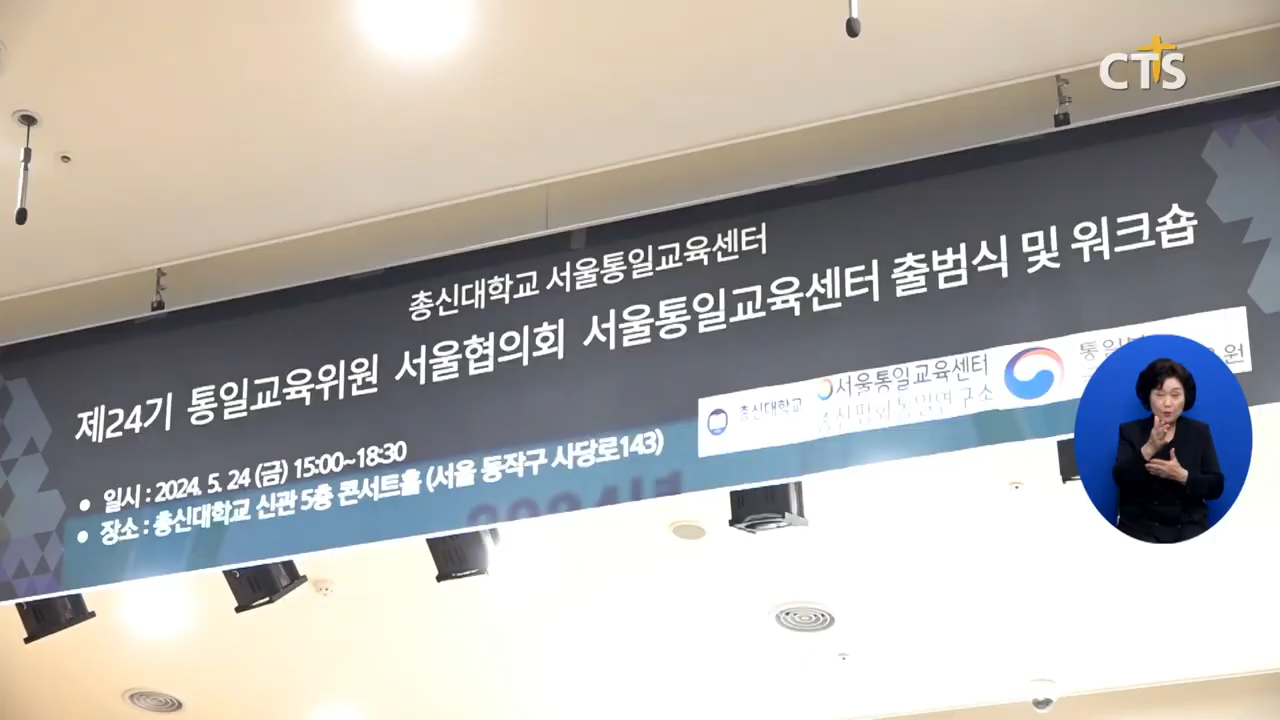 CTS
총신대학교 서울통일교육센터
제24기 통일교육위원 서울협의회 서울통일교육센터 출범식 및 워크숍
● 일시 : 2024. 5. 24 (금) 15:00~18:30
● 장소 : 총신대학교 신관 5층 콘서트홀 (서울 동작구 사당로143)
총신대학교
서울통일교육센터